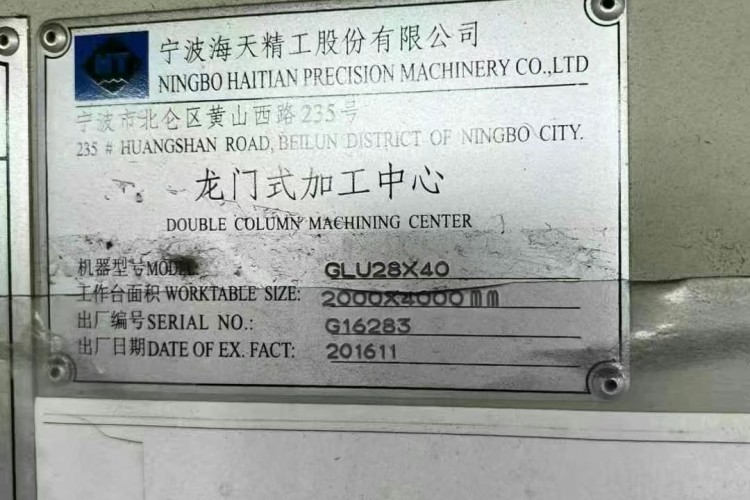 HT
宁波海天精工股份有限公司
NINGBO HAITIAN PRECISION MACHINERY CO.,LTD
宁波市北仑区黄山西路235号
235 # HUANGSHAN ROAD, BEILUN DISTRICT OF NINGBO CITY.
龙门式加工中心
DOUBLE COLUMN MACHINING CENTER
机器型号MODEL: GLU28X40
工作台面积 WORKTABLE SIZE: 2000X4000mm
出厂编号SERIAL NO.: G16283
出厂日期DATE OF EX. FACT: 201611